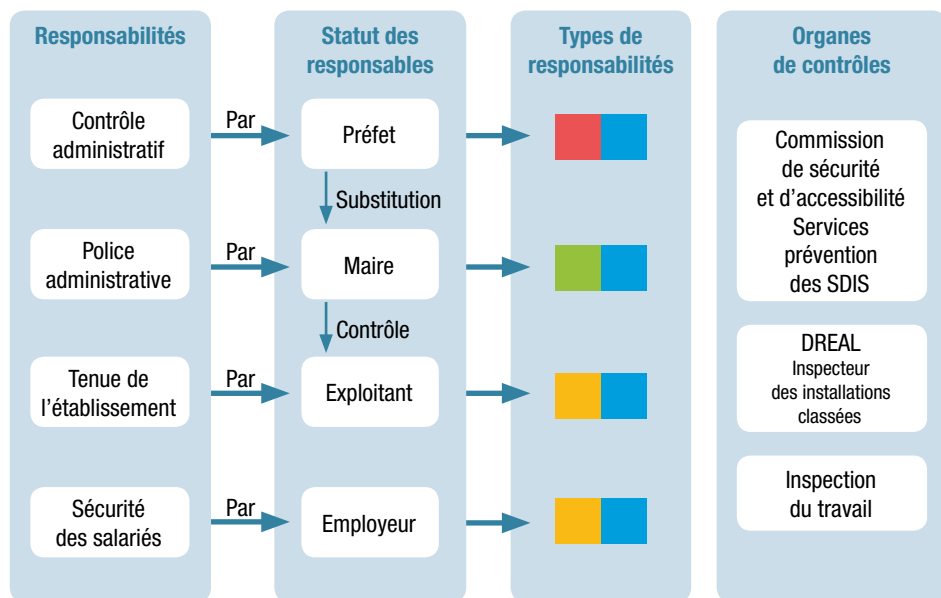 Responsabilités
Statut des
responsables
Types de
responsabilités
Organes
de contrôles
Contrôle
administratif
Par
Préfet
Substitution
Police
administrative
Par
Maire
Contrôle
Tenue de
l'établissement
Par
Exploitant
Sécurité
des salariés
Par
Employeur
Commission
de sécurité
et d'accessibilité
Services
prévention
des SDIS
DREAL
Inspecteur
des installations
classées
Inspection
du travail